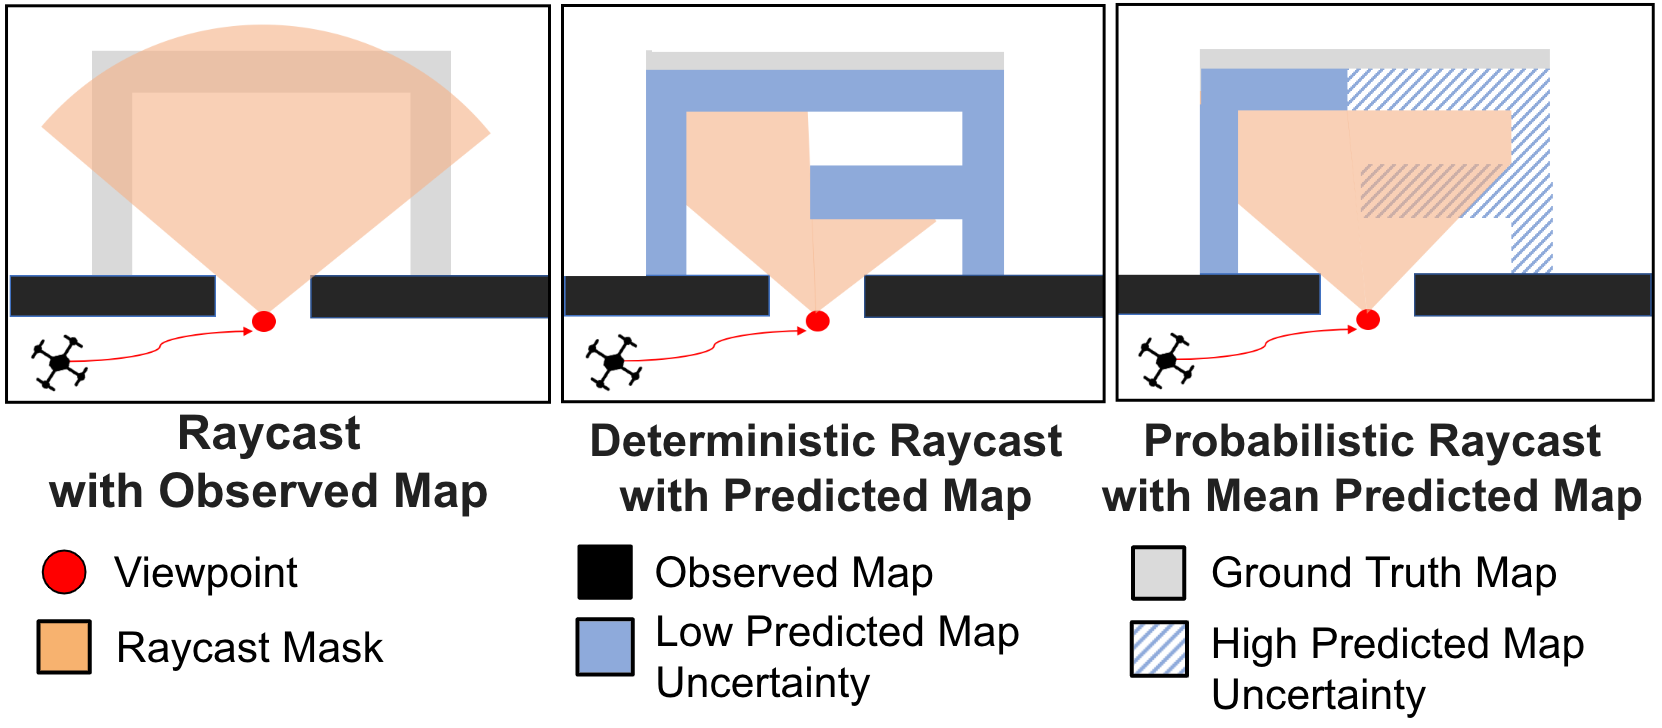 Raycast
with Observed Map
Deterministic Raycast
with Predicted Map
Probabilistic Raycast
with Mean Predicted Map
Viewpoint
Observed Map
Ground Truth Map
Raycast Mask
Low Predicted Map
Uncertainty
High Predicted Map
Uncertainty